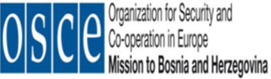 OSCE Organization for Security and
Co-operation in Europe
Mission to Bosnia and Herzegovina